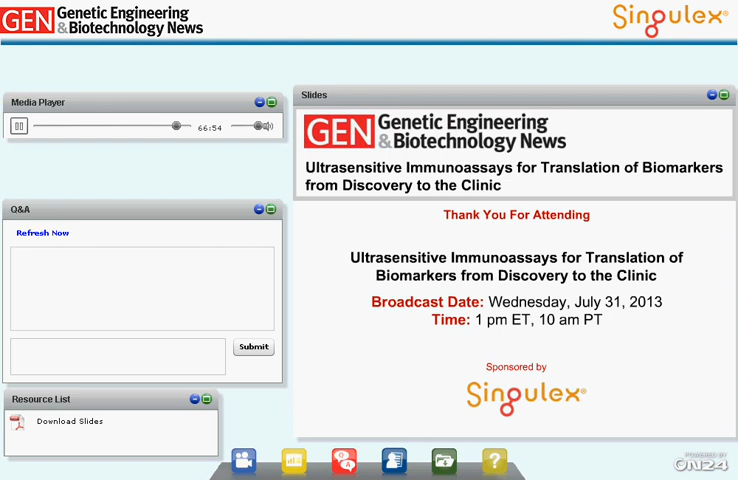 GEN Genetic Engineering
& Biotechnology News
Singulex®
Media Player
66:54
Slides
GEN Genetic Engineering
& Biotechnology News
Ultrasensitive Immunoassays for Translation of Biomarkers
from Discovery to the Clinic
Thank You For Attending
Ultrasensitive Immunoassays for Translation of
Biomarkers from Discovery to the Clinic
Broadcast Date: Wednesday, July 31, 2013
Time: 1 pm ET, 10 am PT
Sponsored by
Singulex®
Q&A
Refresh Now
Submit
Resource List
Download Slides
Q
A
?
POWERED BY
ON24